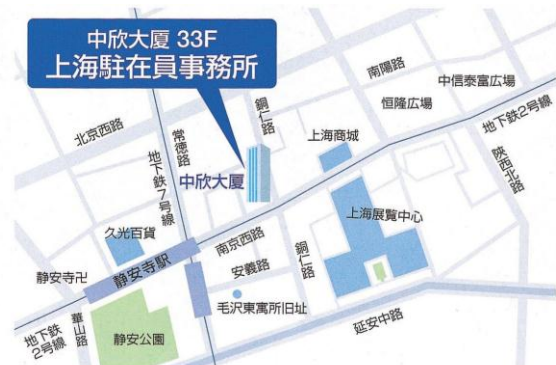 中欣大厦 33F
上海駐在員事務所
南陽路
中信泰富広場
銅仁路
恒隆広場
地下鉄2号線
北京西路
常徳路
上海商城
陝西北路
地下鉄7号線
中欣大厦
上海展覧中心
久光百貨
南京西路
銅仁路
静安寺駅
安義路
静安寺卍
毛沢東寓所旧址
地下鉄
2号線
華山路
静安公園
延安中路